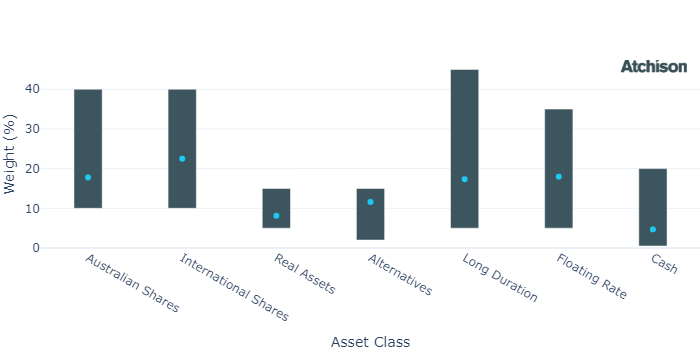 Atchison
Weight (%)
40
30
20
10
0
Australian Shares
International Shares
Real Assets
Alternatives
Long Duration
Floating Rate
Cash
Asset Class